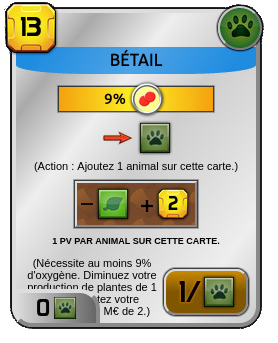 13
BÉTAIL
9%
(Action : Ajoutez 1 animal sur cette carte.)
− + 2
1 PV PAR ANIMAL SUR CETTE CARTE.
(Nécessite au moins 9%
d'oxygène. Diminuez votre
production de plantes de 1
votre
M€ de 2.)
1/
0